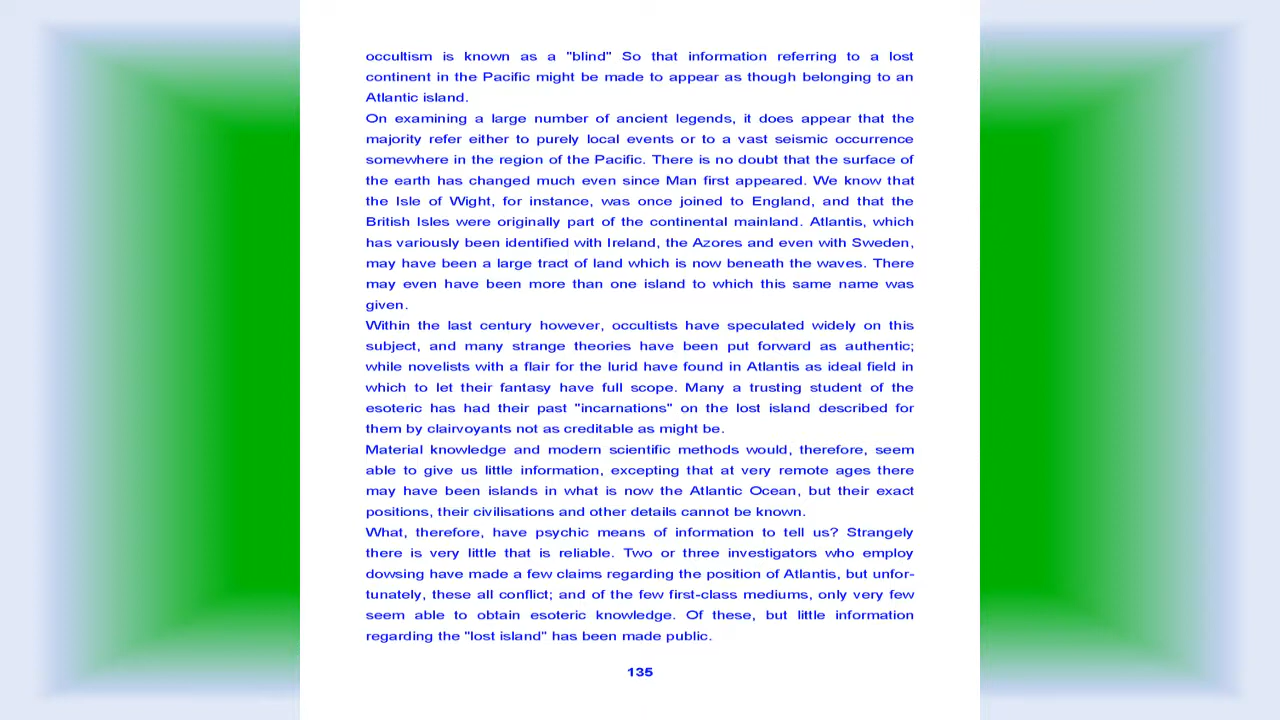 occultism is known as a "blind" So that information referring to a lost
continent in the Pacific might be made to appear as though belonging to an
Atlantic island.
On examining a large number of ancient legends, it does appear that the
majority refer either to purely local events or to a vast seismic occurrence
somewhere in the region of the Pacific. There is no doubt that the surface of
the earth has changed much even since Man first appeared. We know that
the Isle of Wight, for instance, was once joined to England, and that the
British Isles were originally part of the continental mainland. Atlantis, which
has variously been identified with Ireland, the Azores and even with Sweden,
may have been a large tract of land which is now beneath the waves. There
may even have been more than one island to which this same name was
given.
Within the last century however, occultists have speculated widely on this
subject, and many strange theories have been put forward as authentic;
while novelists with a flair for the lurid have found in Atlantis as ideal field in
which to let their fantasy have full scope. Many a trusting student of the
esoteric has had their past "incarnations" on the lost island described for
them by clairvoyants not as creditable as might be.
Material knowledge and modern scientific methods would, therefore, seem
able to give us little information, excepting that at very remote ages there
may have been islands in what is now the Atlantic Ocean, but their exact
positions, their civilisations and other details cannot be known.
What, therefore, have psychic means of information to tell us? Strangely
there is very little that is reliable. Two or three investigators who employ
dowsing have made a few claims regarding the position of Atlantis, but unfor-
tunately, these all conflict; and of the few first-class mediums, only very few
seem able to obtain esoteric knowledge. Of these, but little information
regarding the "lost island" has been made public.
135